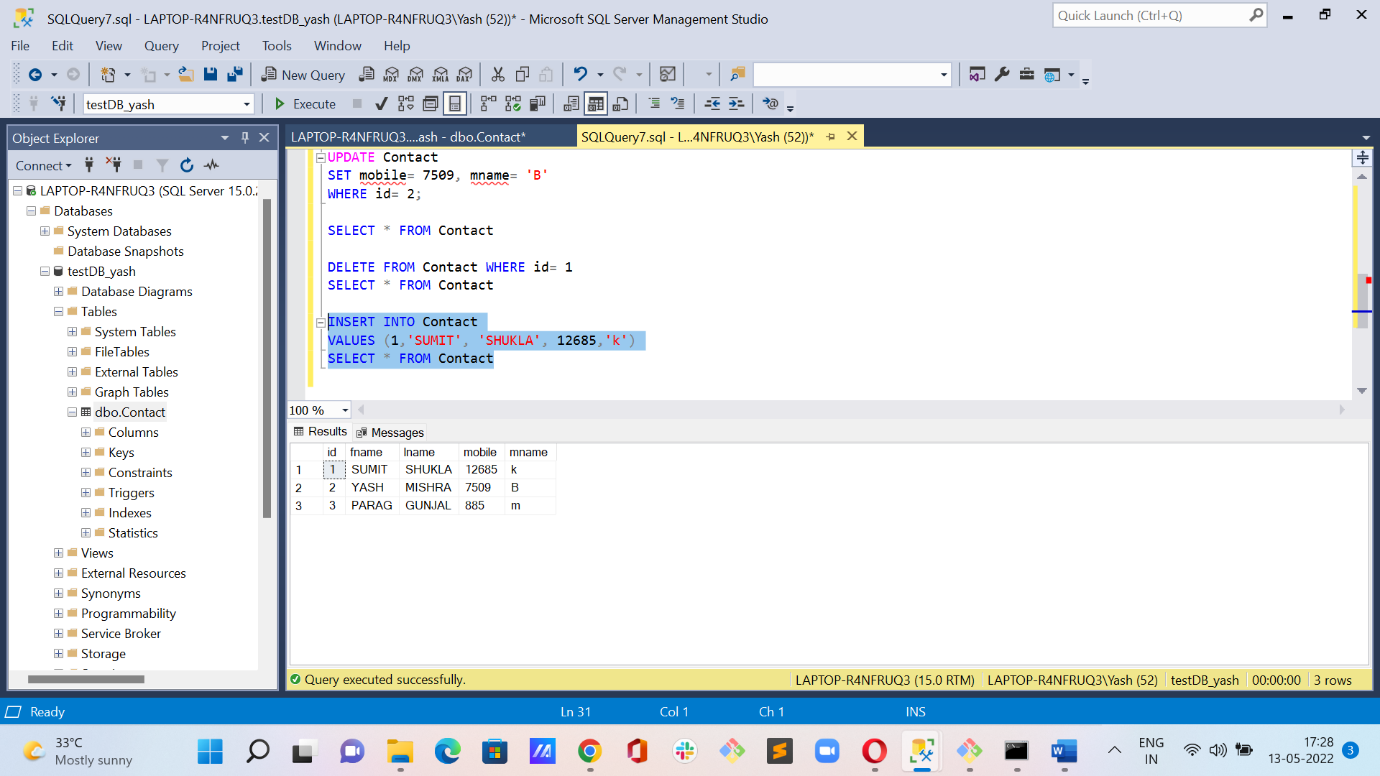 SQLQuery7.sql - LAPTOP-R4NFRUQ3.testDB_yash (LAPTOP-R4NFRUQ3\Yash (52))* - Microsoft SQL Server Management Studio
Quick Launch (Ctrl+Q)
File Edit View Query Project Tools Window Help
New Query
MDX DMX XMLA DAX
testDB_yash
Execute
Object Explorer
LAPTOP-R4NFRUQ3....ash - dbo.Contact*
SQLQuery7.sql - L...4NFRUQ3\Yash (52))*
Connect
LAPTOP-R4NFRUQ3 (SQL Server 15.0.
Databases
System Databases
Database Snapshots
testDB_yash
Database Diagrams
Tables
System Tables
FileTables
External Tables
Graph Tables
dbo.Contact
Columns
Keys
Constraints
Triggers
Indexes
Statistics
Views
External Resources
Synonyms
Programmability
Service Broker
Storage
UPDATE Contact
SET mobile= 7509, mname= 'B'
WHERE id= 2;
SELECT * FROM Contact
DELETE FROM Contact WHERE id= 1
SELECT * FROM Contact
INSERT INTO Contact
VALUES (1,'SUMIT', 'SHUKLA', 12685,'k')
SELECT * FROM Contact
100 %
Results Messages
id fname lname mobile mname
1 1 SUMIT SHUKLA 12685 k
2 2 YASH MISHRA 7509 B
3 3 PARAG GUNJAL 885 m
Query executed successfully.
LAPTOP-R4NFRUQ3 (15.0 RTM) LAPTOP-R4NFRUQ3\Yash (52) testDB_yash 00:00:00 3 rows
Ready Ln 31 Col 1 Ch 1 INS
33°C
Mostly sunny
ENG
IN
17:28
13-05-2022
3